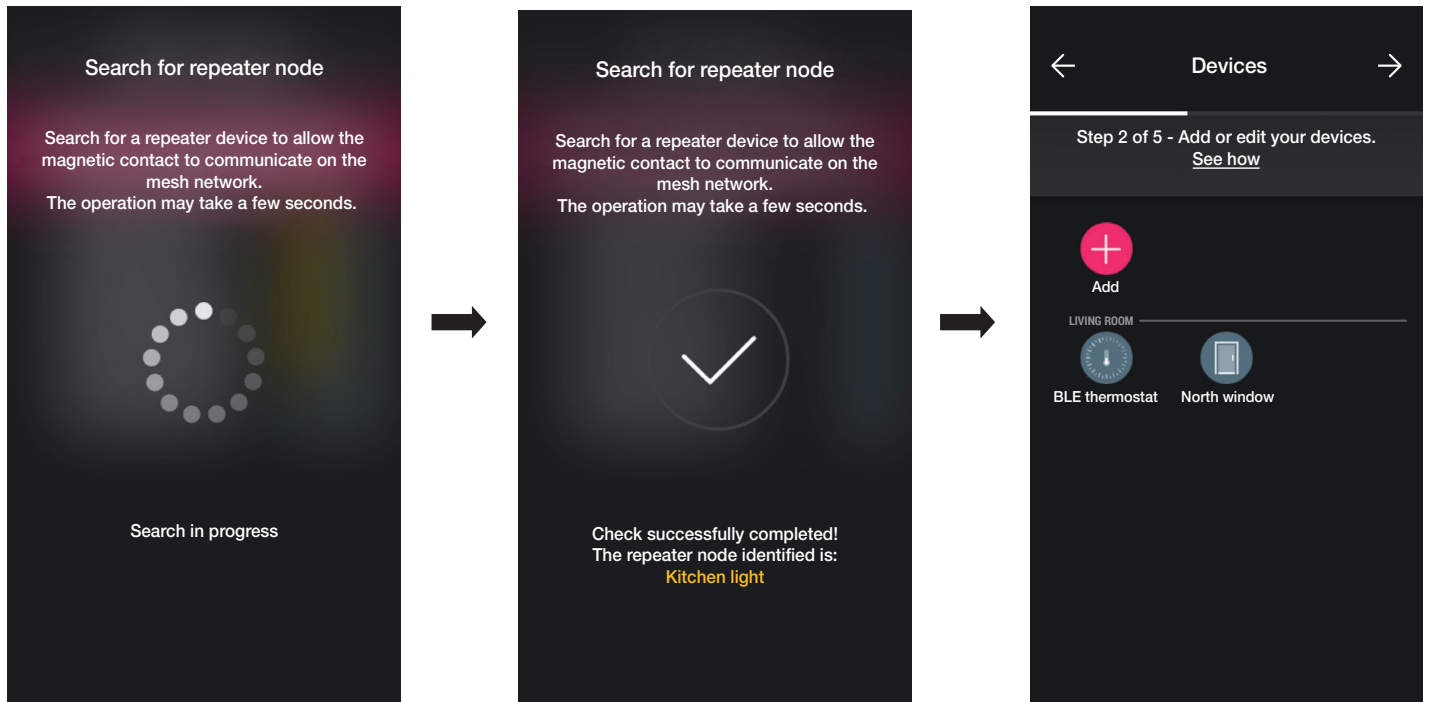 Search for repeater node
Search for a repeater device to allow the
magnetic contact to communicate on the
mesh network.
The operation may take a few seconds.
Search in progress
Search for repeater node
Search for a repeater device to allow the
magnetic contact to communicate on the
mesh network.
The operation may take a few seconds.
Check successfully completed!
The repeater node identified is:
Kitchen light
Devices
Step 2 of 5 - Add or edit your devices.
See how
Add
LIVING ROOM
BLE thermostat
North window